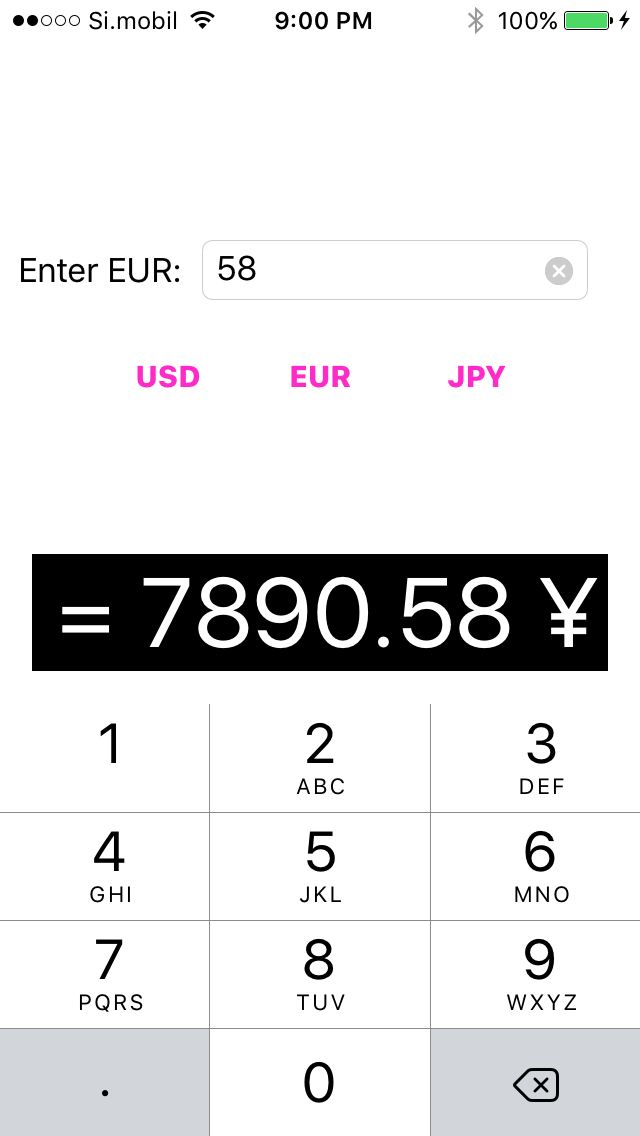 Si.mobil 9:00 PM 100%
Enter EUR: 58
USD EUR JPY
= 7890.58 ¥
1 2 3
ABC DEF
4 5 6
GHI JKL MNO
7 8 9
PQRS TUV WXYZ
. 0